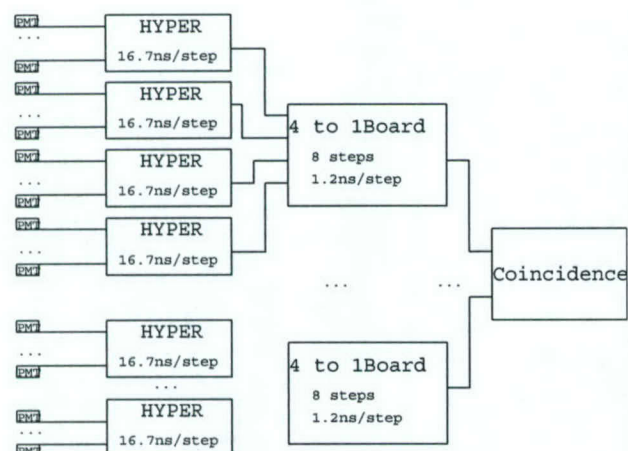 PMT
...
PMT
HYPER
16.7ns/step
PMT
...
PMT
HYPER
16.7ns/step
PMT
...
PMT
HYPER
16.7ns/step
PMT
...
PMT
HYPER
16.7ns/step
4 to 1Board
8 steps
1.2ns/step
... ...
Coincidence
PMT
...
PMT
HYPER
16.7ns/step
...
PMT
...
PMT
HYPER
16.7ns/step
4 to 1Board
8 steps
1.2ns/step